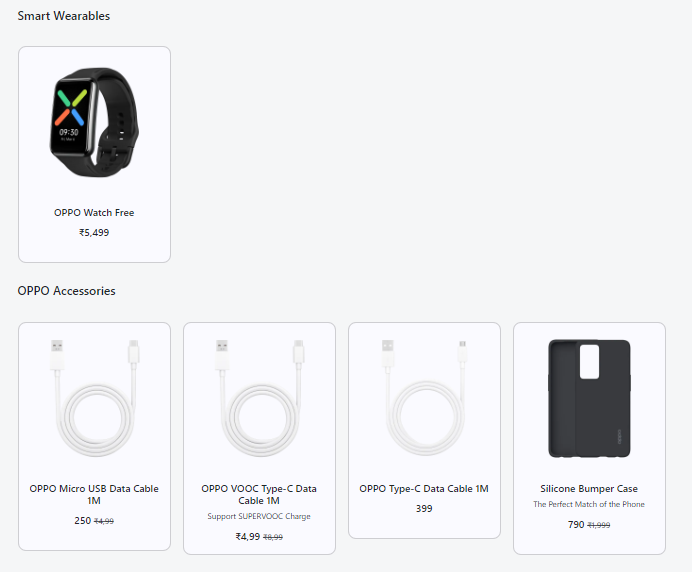 Smart Wearables
09:30
OPPO Watch Free
₹5,499
OPPO Accessories
OPPO Micro USB Data Cable
1M
250 ₹4,99
OPPO VOOC Type-C Data
Cable 1M
Support SUPERVOOC Charge
₹4,99 ₹8,99
OPPO Type-C Data Cable 1M
399
Silicone Bumper Case
The Perfect Match of the Phone
790 ₹1,999